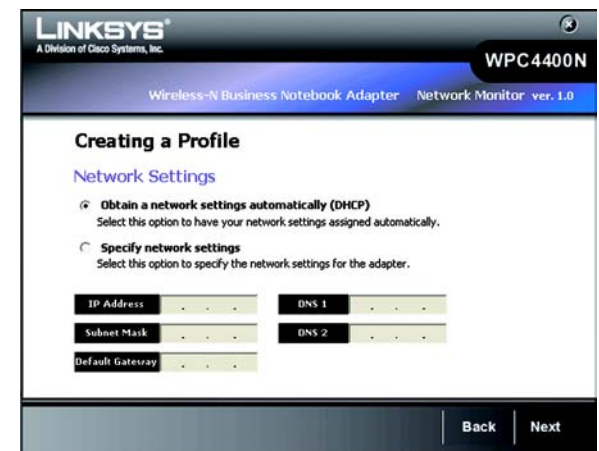 LINKSYS®
A Division of Cisco Systems, Inc.
WPC4400N
Wireless-N Business Notebook Adapter Network Monitor ver. 1.0
Creating a Profile
Network Settings
Obtain a network settings automatically (DHCP)
Select this option to have your network settings assigned automatically.
Specify network settings
Select this option to specify the network settings for the adapter.
IP Address . . . DNS 1 . . .
Subnet Mask . . . DNS 2 . . .
Default Gateway . . .
Back Next